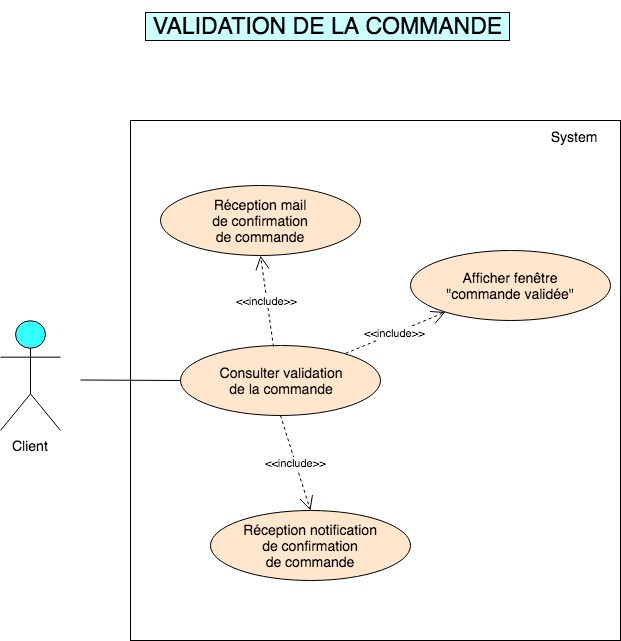 VALIDATION DE LA COMMANDE
System
Réception mail
de confirmation
de commande
Afficher fenêtre
"commande validée"
<<include>>
<<include>>
Consulter validation
de la commande
Client
<<include>>
Réception notification
de confirmation
de commande